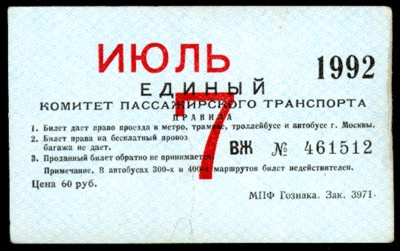 ИЮЛЬ 1992
7
ЕДИНЫЙ
КОМИТЕТ ПАССАЖИРСКОГО ТРАНСПОРТА
ПРАВИЛА
1. Билет дает право проезда в метро, трамвае, троллейбусе и автобусе г. Москвы.
2. Билет права на бесплатный провоз
багажа не дает.
3. Проданный билет обратно не принимается.
ВЖ № 461512
Примечание. В автобусах 300-х и 400-х маршрутов билет недействителен.
Цена 60 руб.
МПФ Гознака. Зак. 3971.